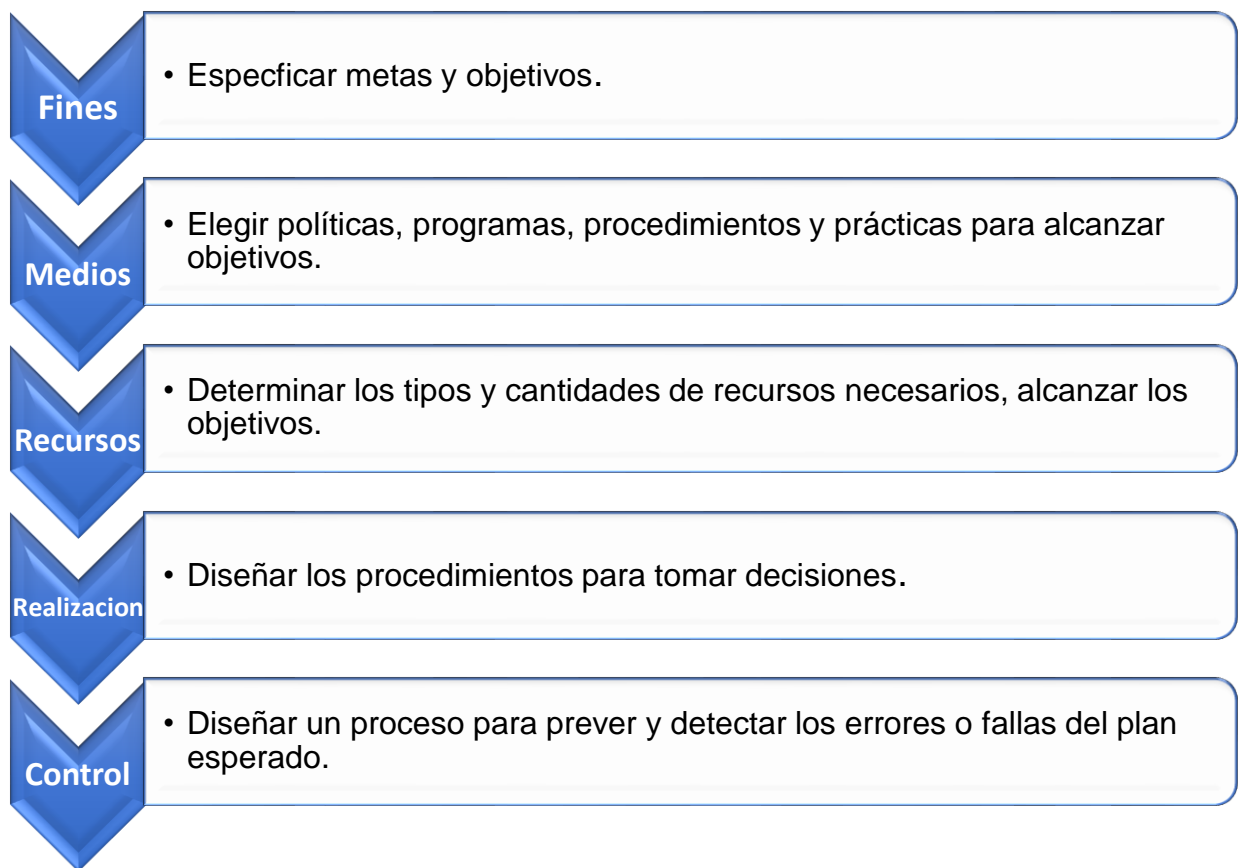 Fines
• Especficar metas y objetivos.
Medios
• Elegir políticas, programas, procedimientos y prácticas para alcanzar
objetivos.
Recursos
• Determinar los tipos y cantidades de recursos necesarios, alcanzar los
objetivos.
Realizacion
• Diseñar los procedimientos para tomar decisiones.
Control
• Diseñar un proceso para prever y detectar los errores o fallas del plan
esperado.